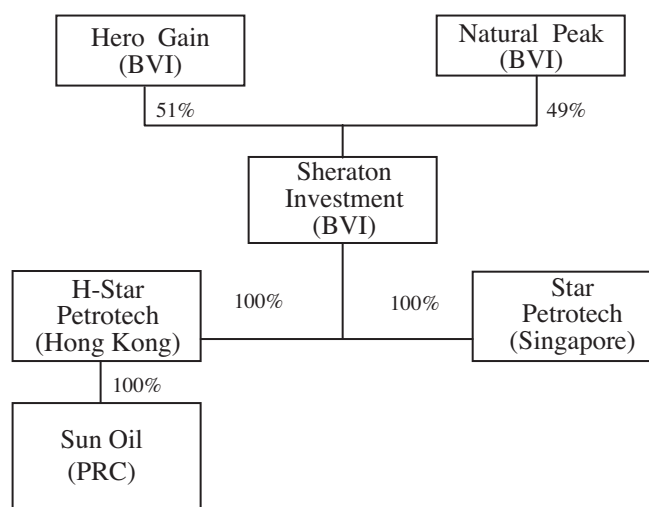 Hero Gain
(BVI)
Natural Peak
(BVI)
51%
49%
Sheraton
Investment
(BVI)
100%
100%
H-Star
Petrotech
(Hong Kong)
Star
Petrotech
(Singapore)
100%
Sun Oil
(PRC)